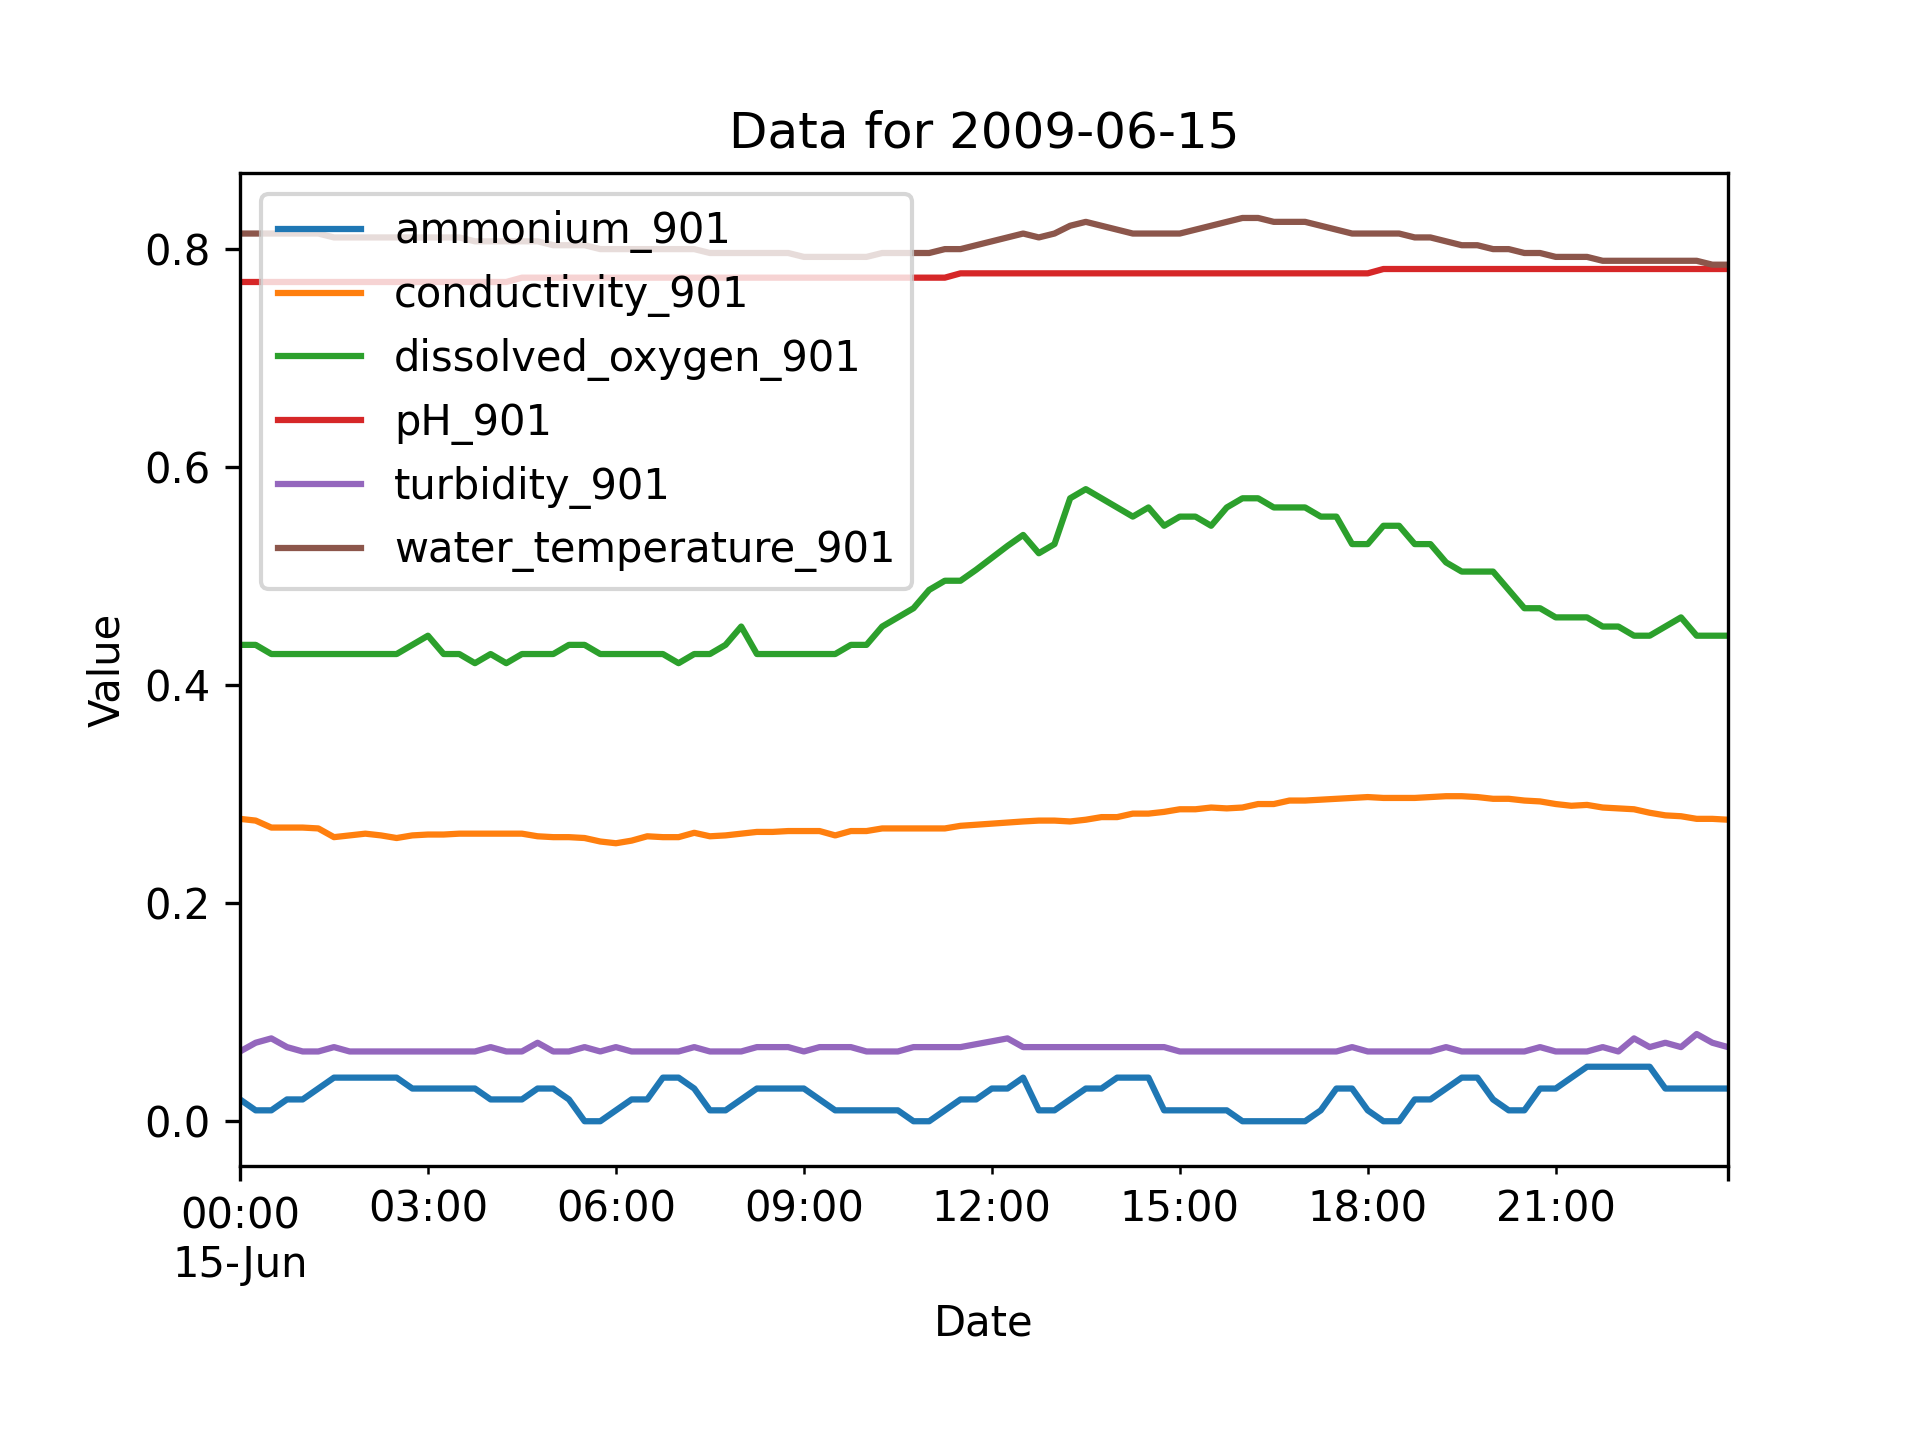 Data for 2009-06-15
ammonium_901
conductivity_901
dissolved_oxygen_901
pH_901
turbidity_901
water_temperature_901
Value
0.8
0.6
0.4
0.2
0.0
00:00 03:00 06:00 09:00 12:00 15:00 18:00 21:00
15-Jun
Date